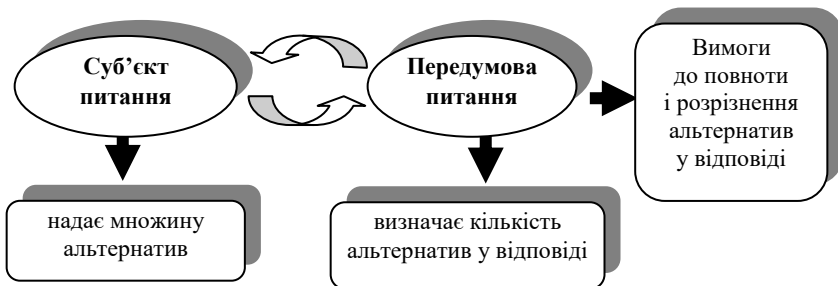 Суб’єкт
питання
Передумова
питання
Вимоги
до повноти
і розрізнення
альтернатив
у відповіді
надає множину
альтернатив
визначає кількість
альтернатив у відповіді